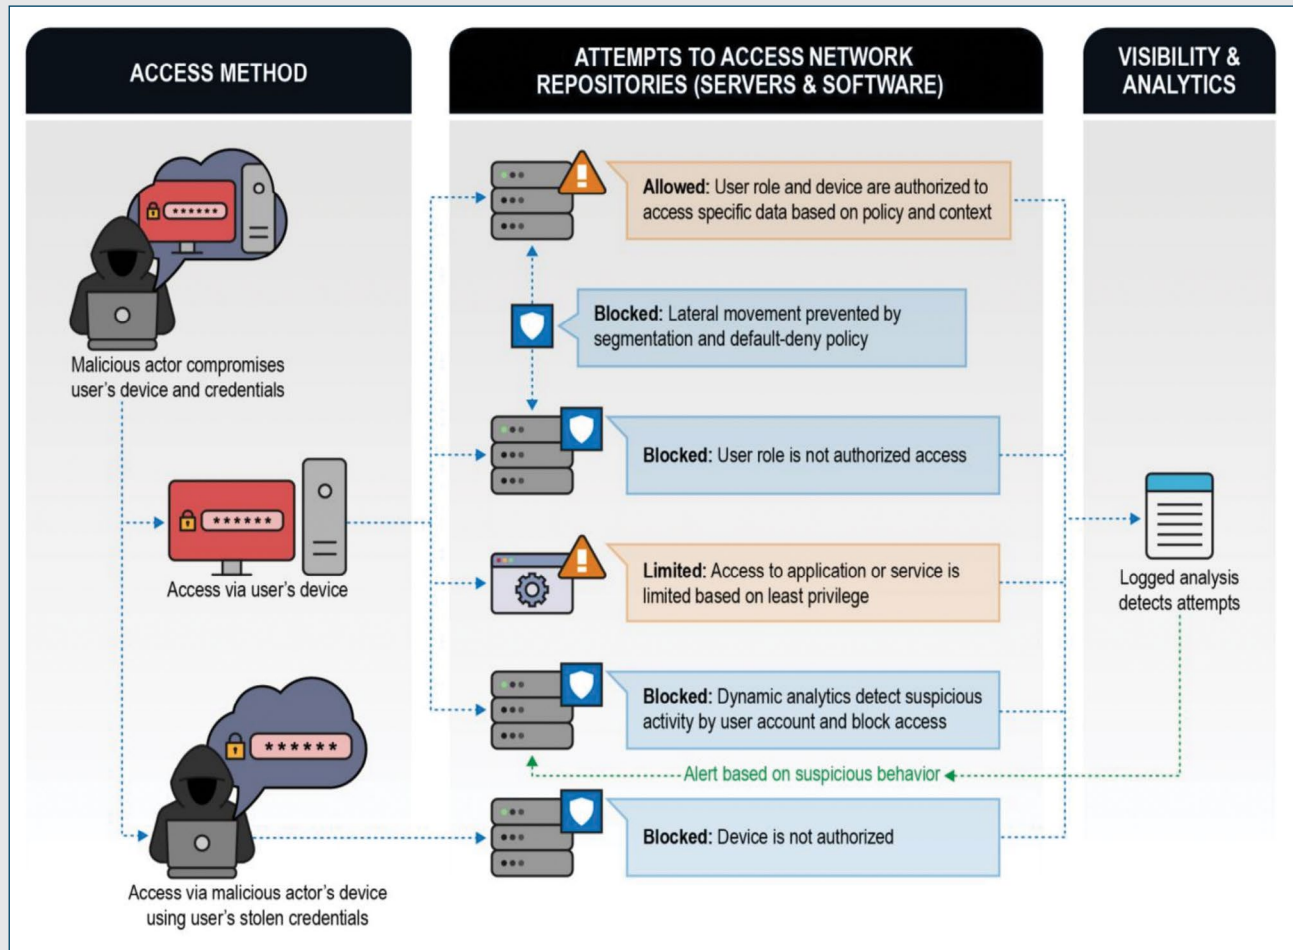 ACCESS METHOD
ATTEMPTS TO ACCESS NETWORK
REPOSITORIES (SERVERS & SOFTWARE)
VISIBILITY &
ANALYTICS
******
Malicious actor compromises
user's device and credentials
******
Access via user's device
******
Access via malicious actor's device
using user's stolen credentials
Allowed: User role and device are authorized to
access specific data based on policy and context
Blocked: Lateral movement prevented by
segmentation and default-deny policy
Blocked: User role is not authorized access
Limited: Access to application or service is
limited based on least privilege
Blocked: Dynamic analytics detect suspicious
activity by user account and block access
Alert based on suspicious behavior
Blocked: Device is not authorized
Logged analysis
detects attempts